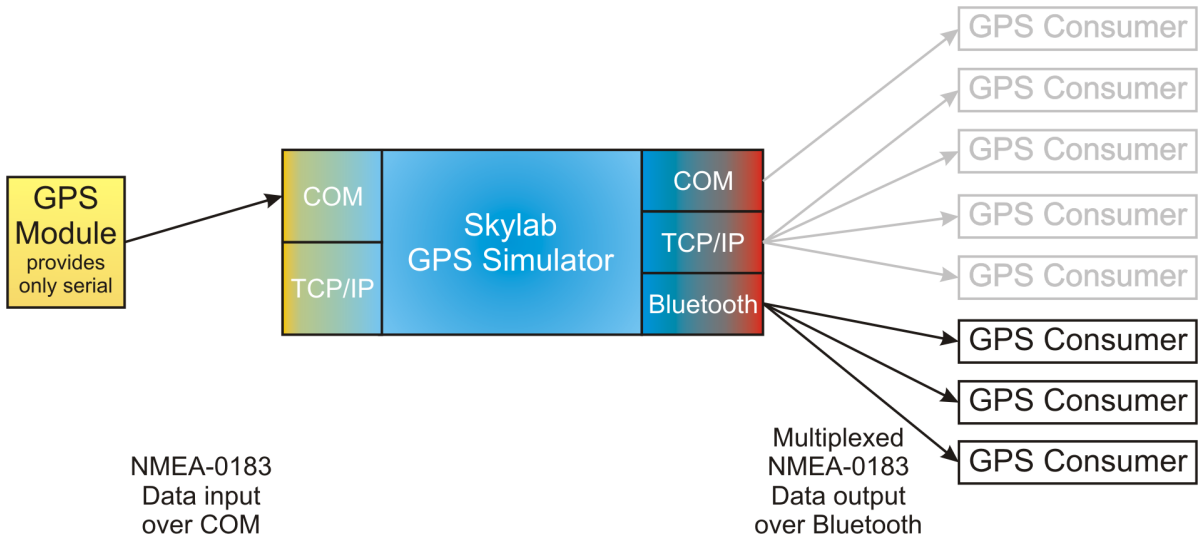 GPS
Module
provides
only serial
NMEA-0183
Data input
over COM
COM
TCP/IP
Skylab
GPS Simulator
COM
TCP/IP
Bluetooth
Multiplexed
NMEA-0183
Data output
over Bluetooth
GPS Consumer
GPS Consumer
GPS Consumer
GPS Consumer
GPS Consumer
GPS Consumer
GPS Consumer
GPS Consumer